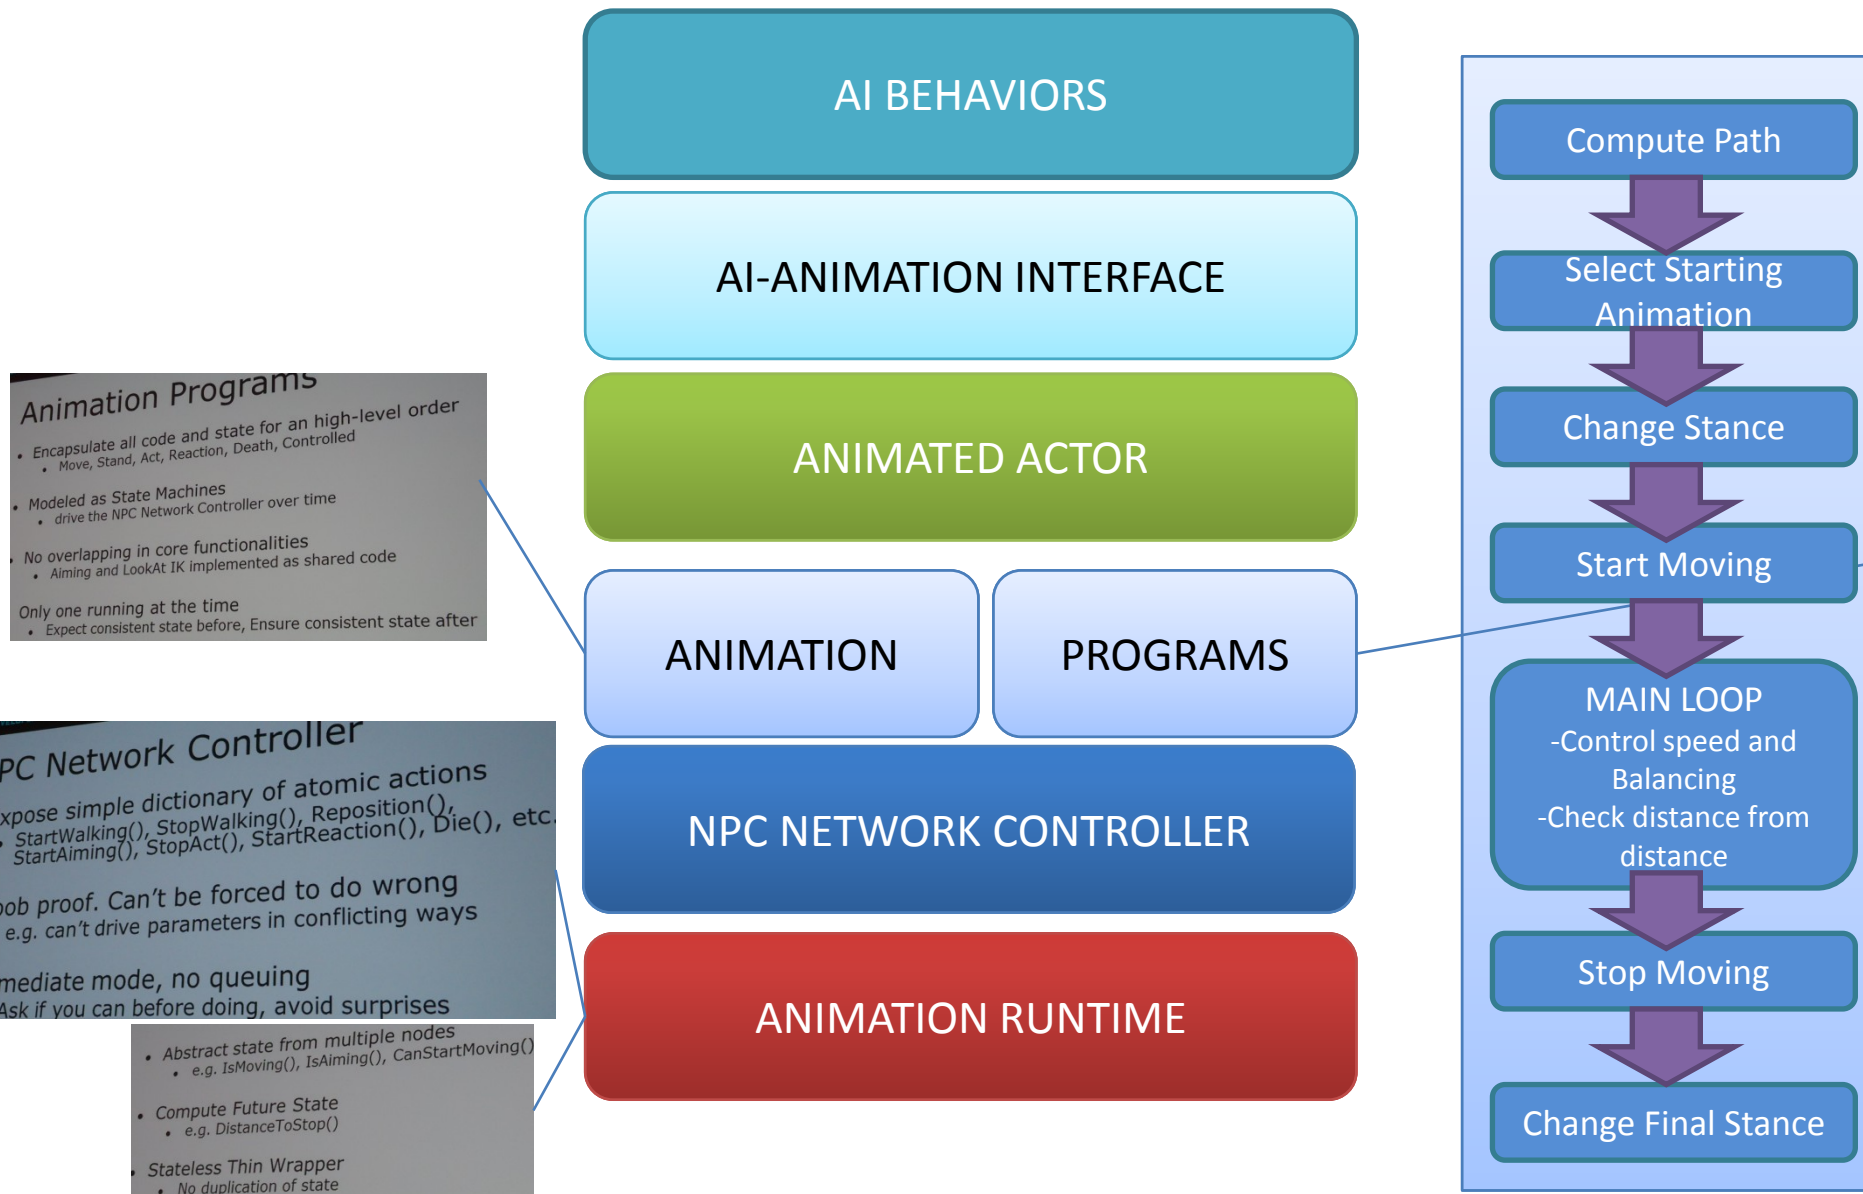 AI BEHAVIORS
AI-ANIMATION INTERFACE
ANIMATED ACTOR
ANIMATION
PROGRAMS
NPC NETWORK CONTROLLER
ANIMATION RUNTIME
Animation Programs
• Encapsulate all code and state for an high-level order
• Move, Stand, Act, Reaction, Death, Controlled
• Modeled as State Machines
• drive the NPC Network Controller over time
• No overlapping in core functionalities
• Aiming and LookAt IK implemented as shared code
Only one running at the time
• Expect consistent state before, Ensure consistent state after
PC Network Controller
xpose simple dictionary of atomic actions
• StartWalking(), StopWalking(), Reposition(),
StartAiming(), StopAct(), StartReaction(), Die(), etc.
oob proof. Can't be forced to do wrong
e.g. can't drive parameters in conflicting ways
mediate mode, no queuing
Ask if you can before doing, avoid surprises
• Abstract state from multiple nodes
• e.g. IsMoving(), IsAiming(), CanStartMoving()
• Compute Future State
• e.g. DistanceToStop()
• Stateless Thin Wrapper
• No duplication of state
Compute Path
Select Starting
Animation
Change Stance
Start Moving
MAIN LOOP
-Control speed and
Balancing
-Check distance from
distance
Stop Moving
Change Final Stance